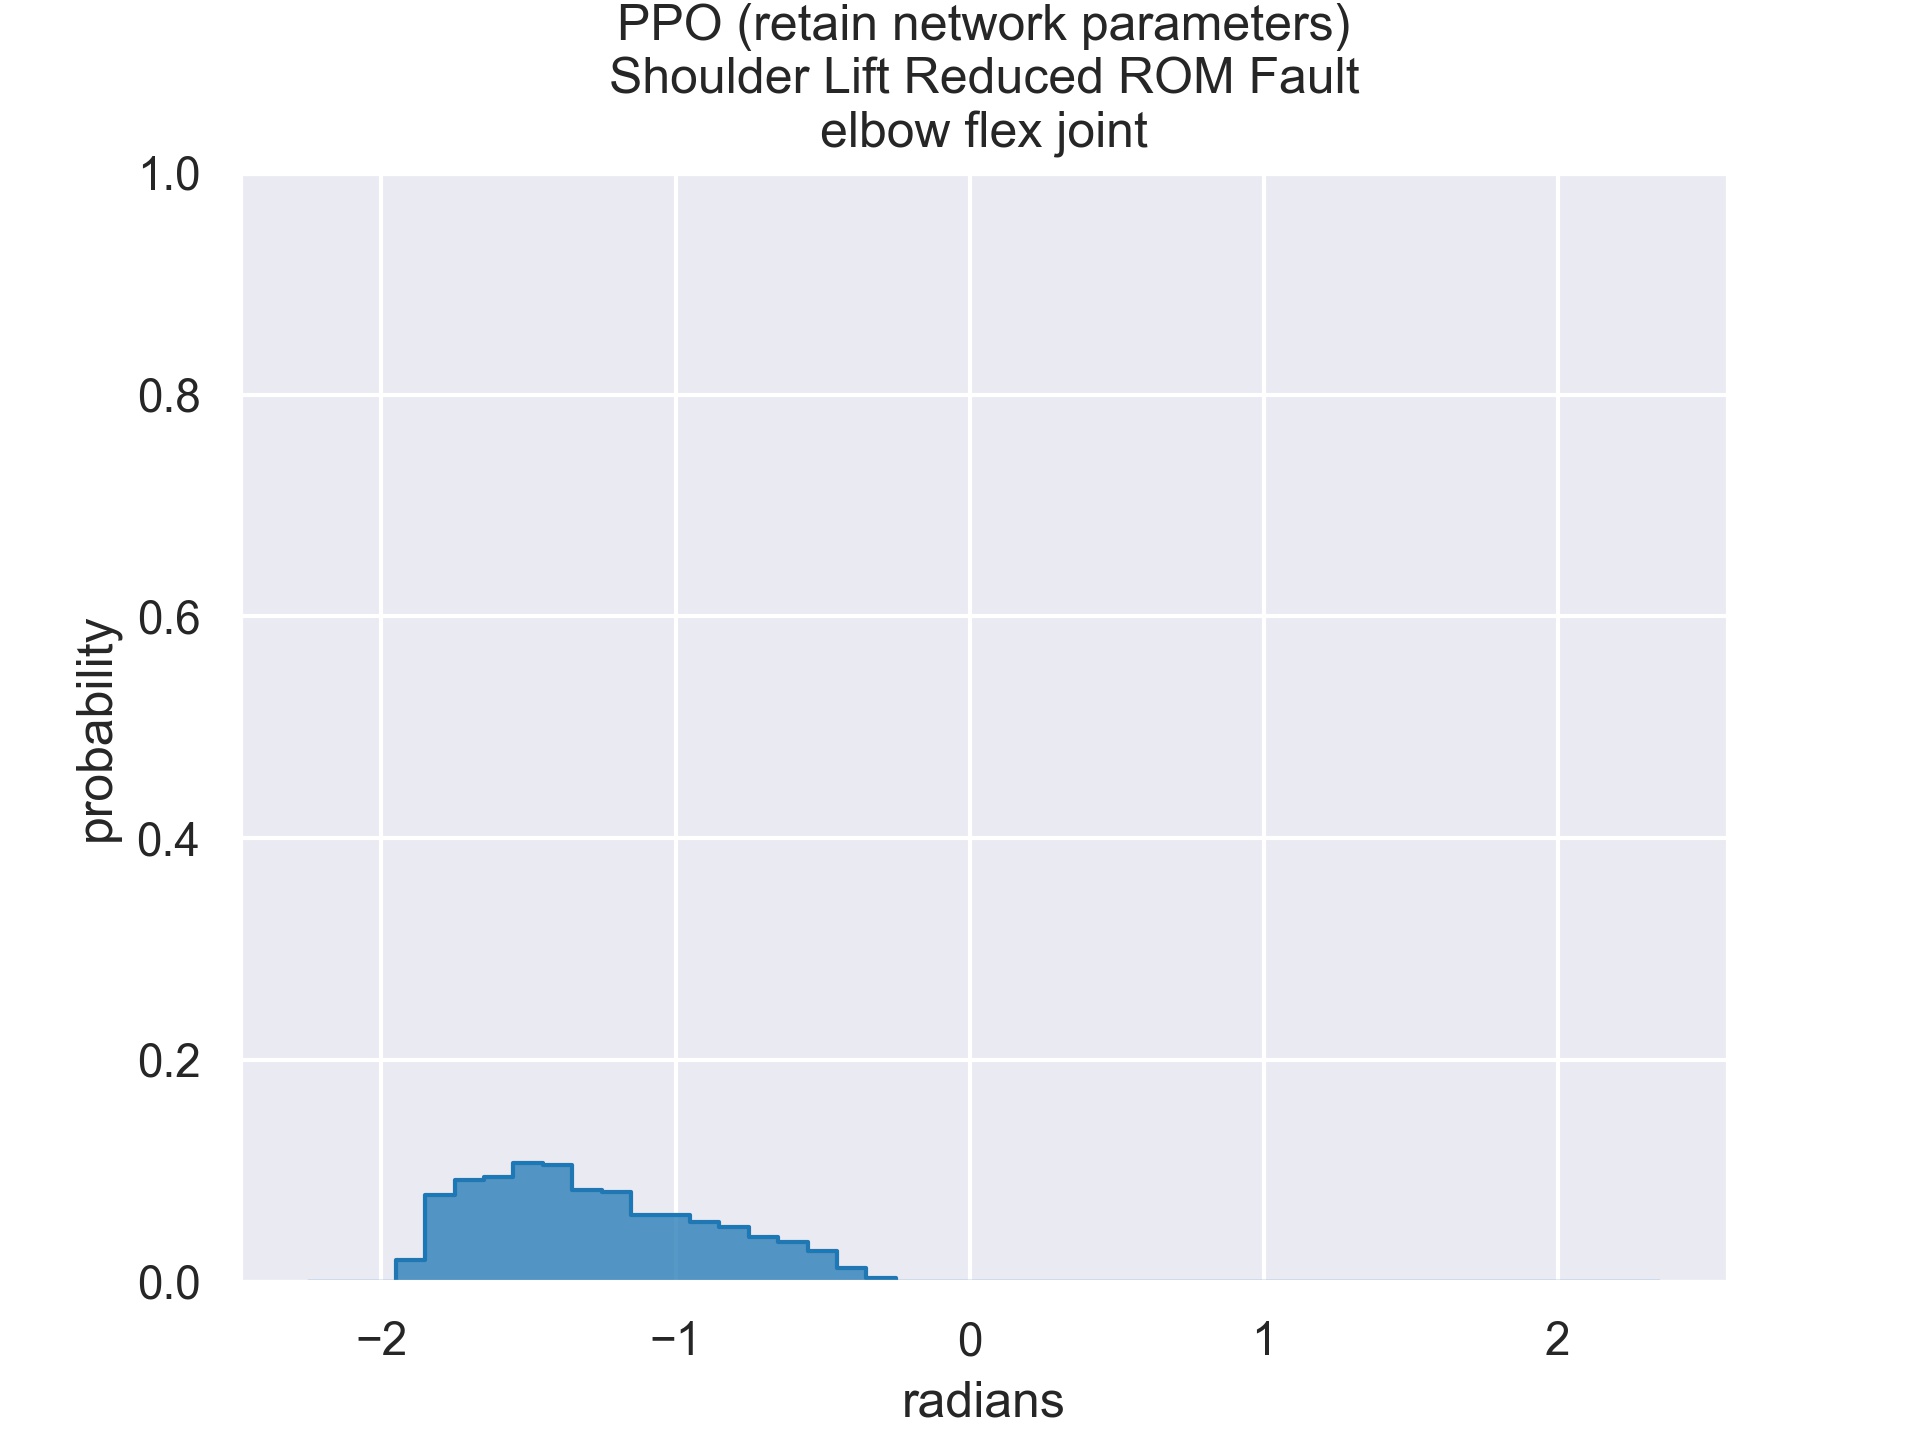 PPO (retain network parameters)
Shoulder Lift Reduced ROM Fault
elbow flex joint
1.0
0.8
0.6
0.4
0.2
0.0
probability
−2
−1
0
1
2
radians